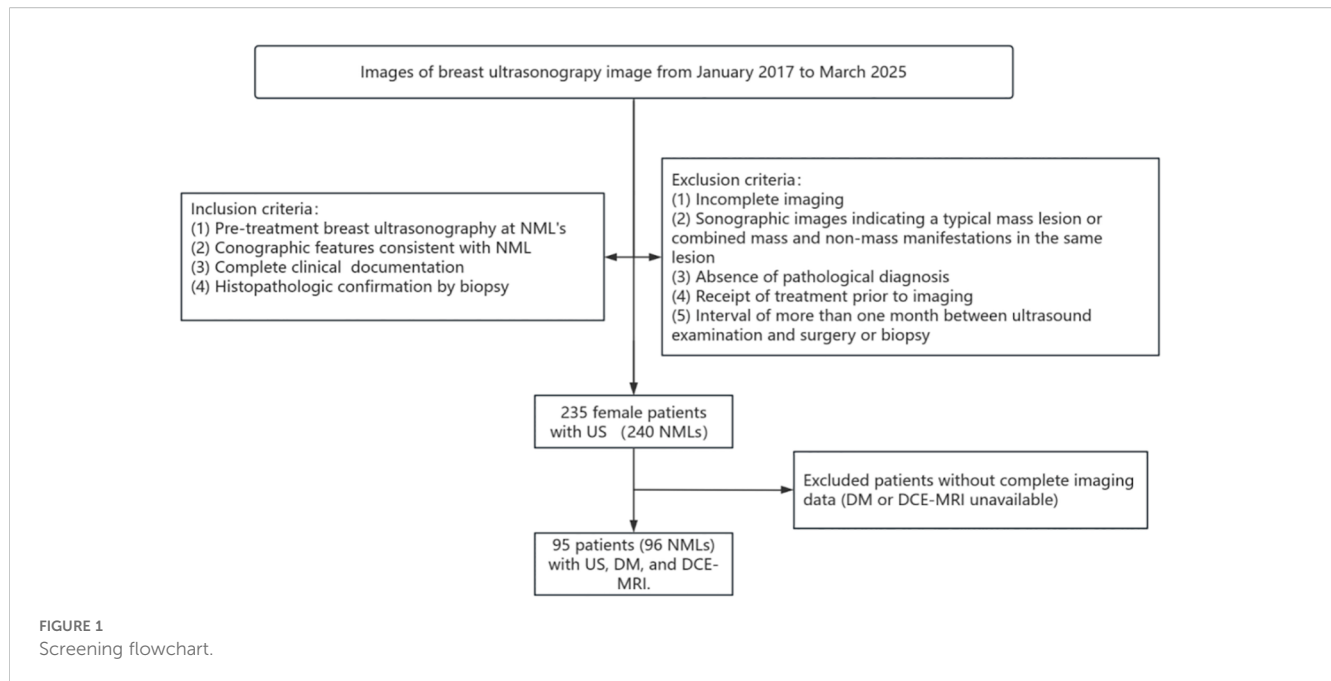 Images of breast ultrasonograpy image from January 2017 to March 2025
Inclusion criteria:
(1) Pre-treatment breast ultrasonography at NML's
(2) Conographic features consistent with NML
(3) Complete clinical documentation
(4) Histopathologic confirmation by biopsy
Exclusion criteria:
(1) Incomplete imaging
(2) Sonographic images indicating a typical mass lesion or
combined mass and non-mass manifestations in the same
lesion
(3) Absence of pathological diagnosis
(4) Receipt of treatment prior to imaging
(5) Interval of more than one month between ultrasound
examination and surgery or biopsy
235 female patients
with US (240 NMLs)
Excluded patients without complete imaging
data (DM or DCE-MRI unavailable)
95 patients (96 NMLs)
with US, DM, and DCE-
MRI.
FIGURE 1
Screening flowchart.